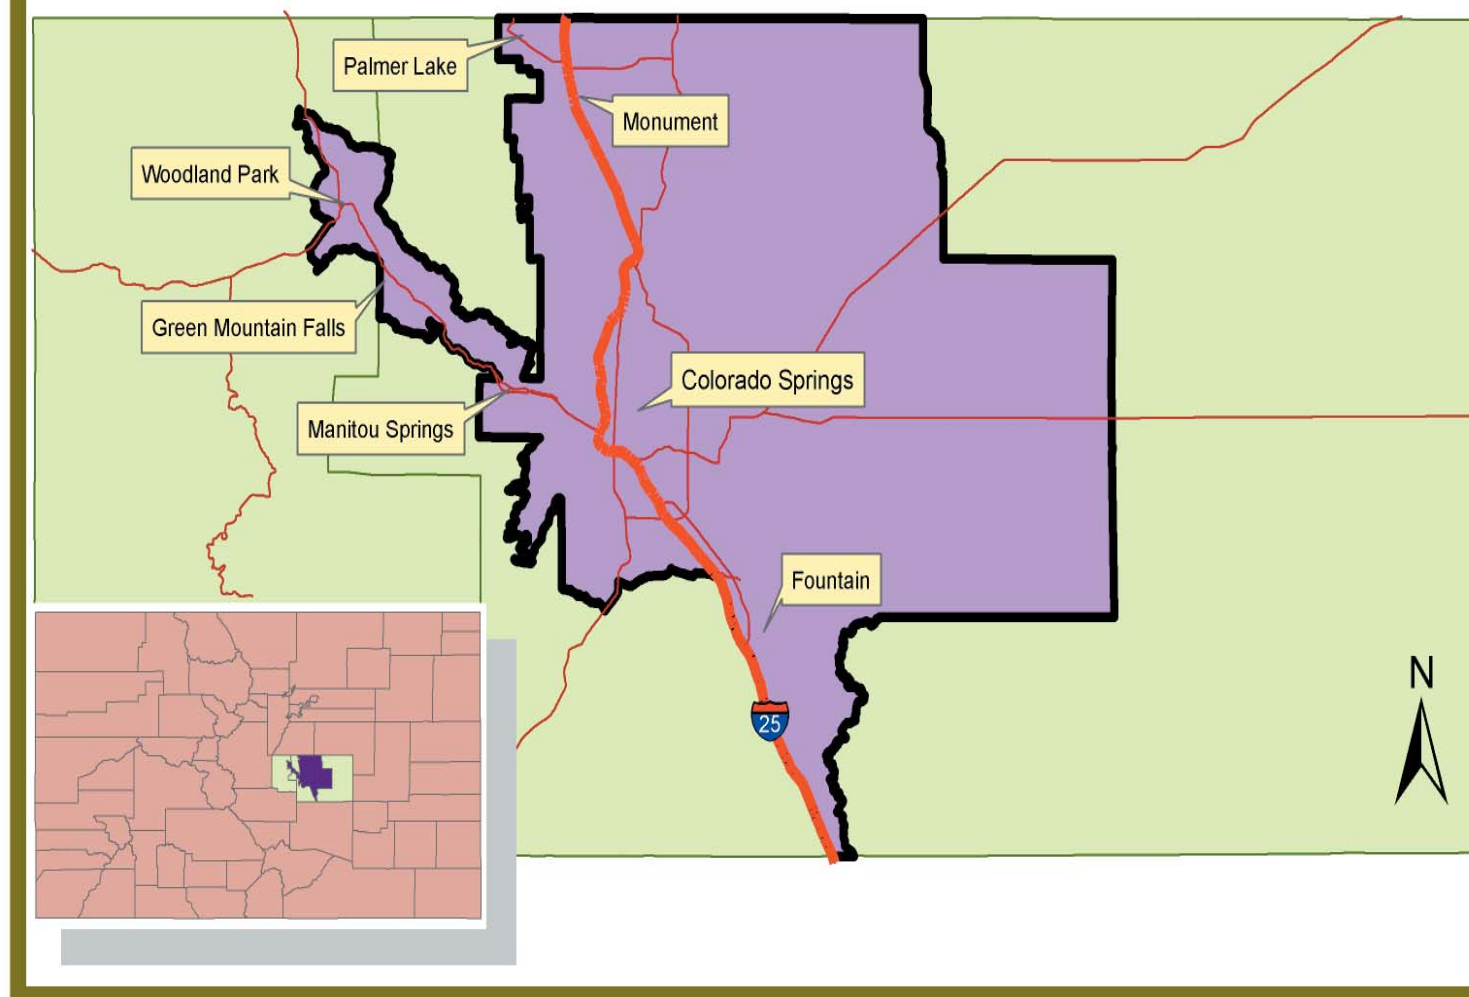 Palmer Lake
Monument
Woodland Park
Green Mountain Falls
Colorado Springs
Manitou Springs
Fountain
N
25